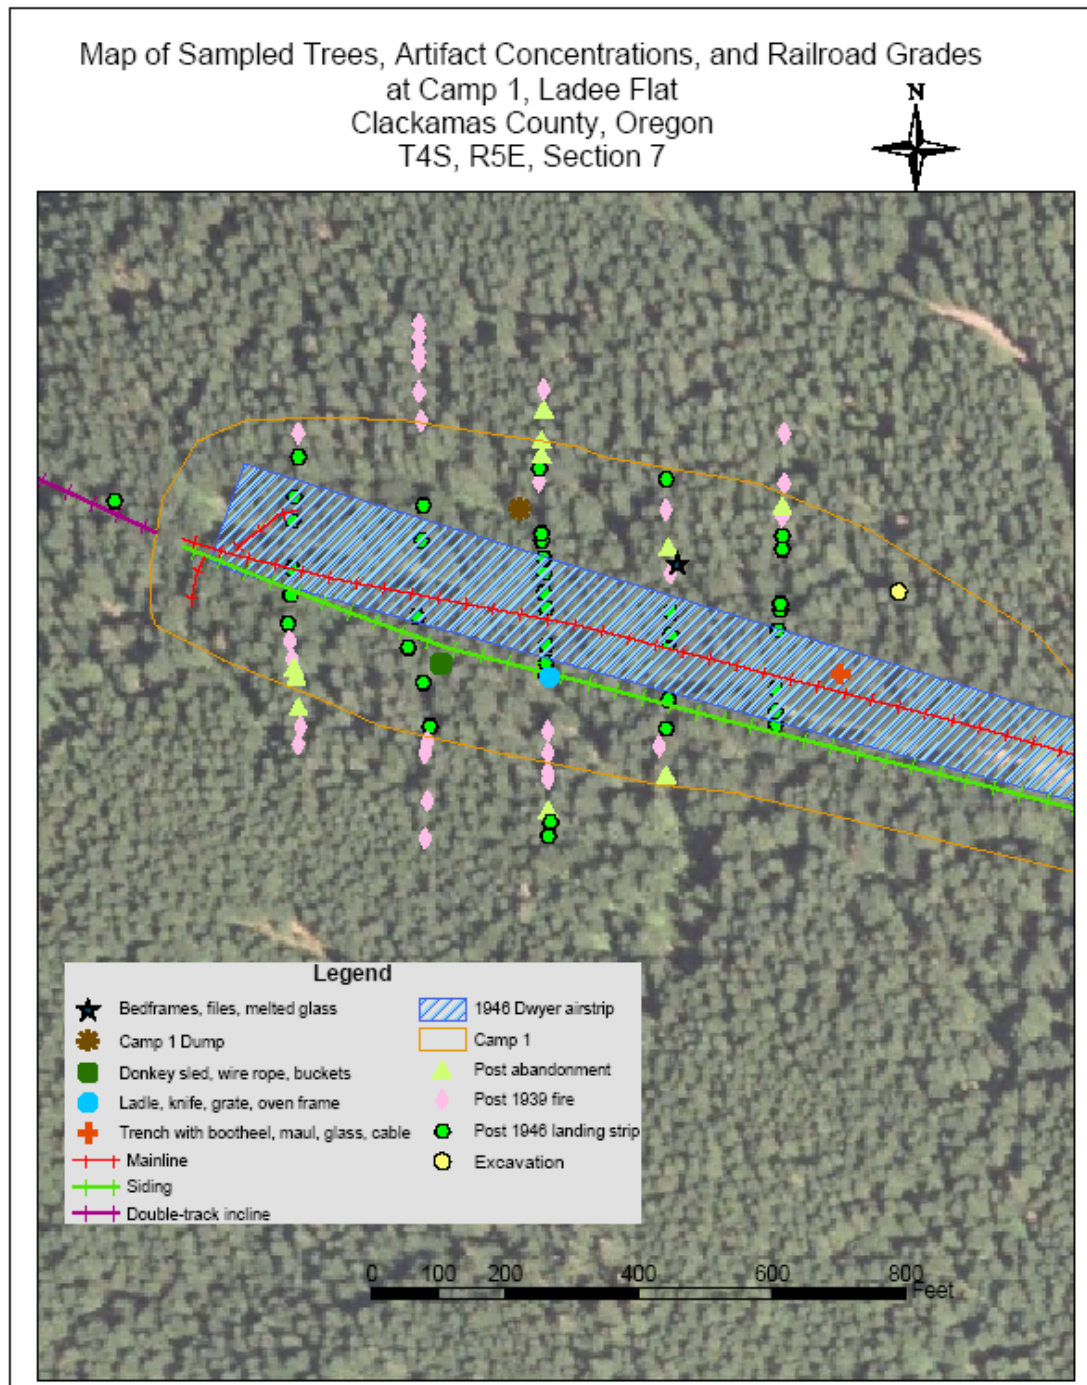 Map of Sampled Trees, Artifact Concentrations, and Railroad Grades
at Camp 1, Ladee Flat
Clackamas County, Oregon
T4S, R5E, Section 7
N
Legend
Bedframes, files, melted glass
Camp 1 Dump
Donkey sled, wire rope, buckets
Ladle, knife, grate, oven frame
Trench with bootheel, maul, glass, cable
Mainline
Siding
Double-track incline
1946 Dwyer airstrip
Camp 1
Post abandonment
Post 1939 fire
Post 1946 landing strip
Excavation
0 100 200 400 600 800
Feet